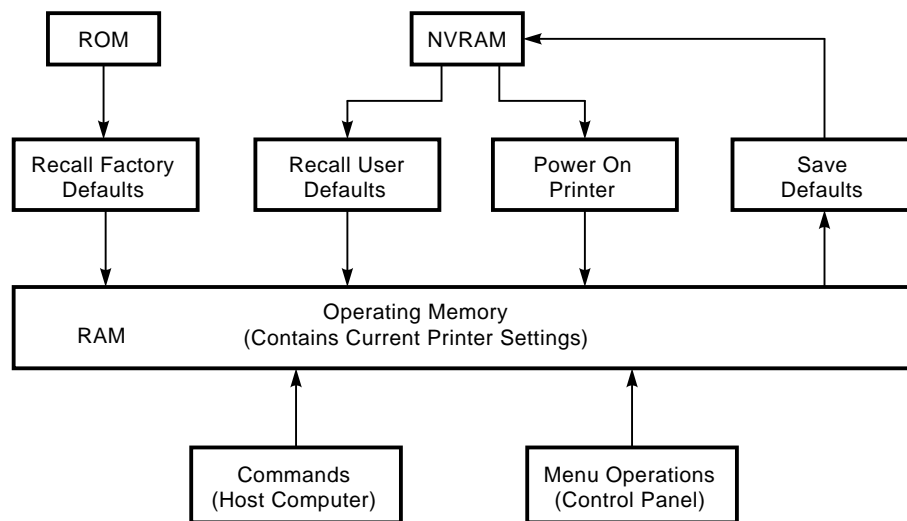 ROM
NVRAM
Recall Factory
Defaults
Recall User
Defaults
Power On
Printer
Save
Defaults
RAM
Operating Memory
(Contains Current Printer Settings)
Commands
(Host Computer)
Menu Operations
(Control Panel)